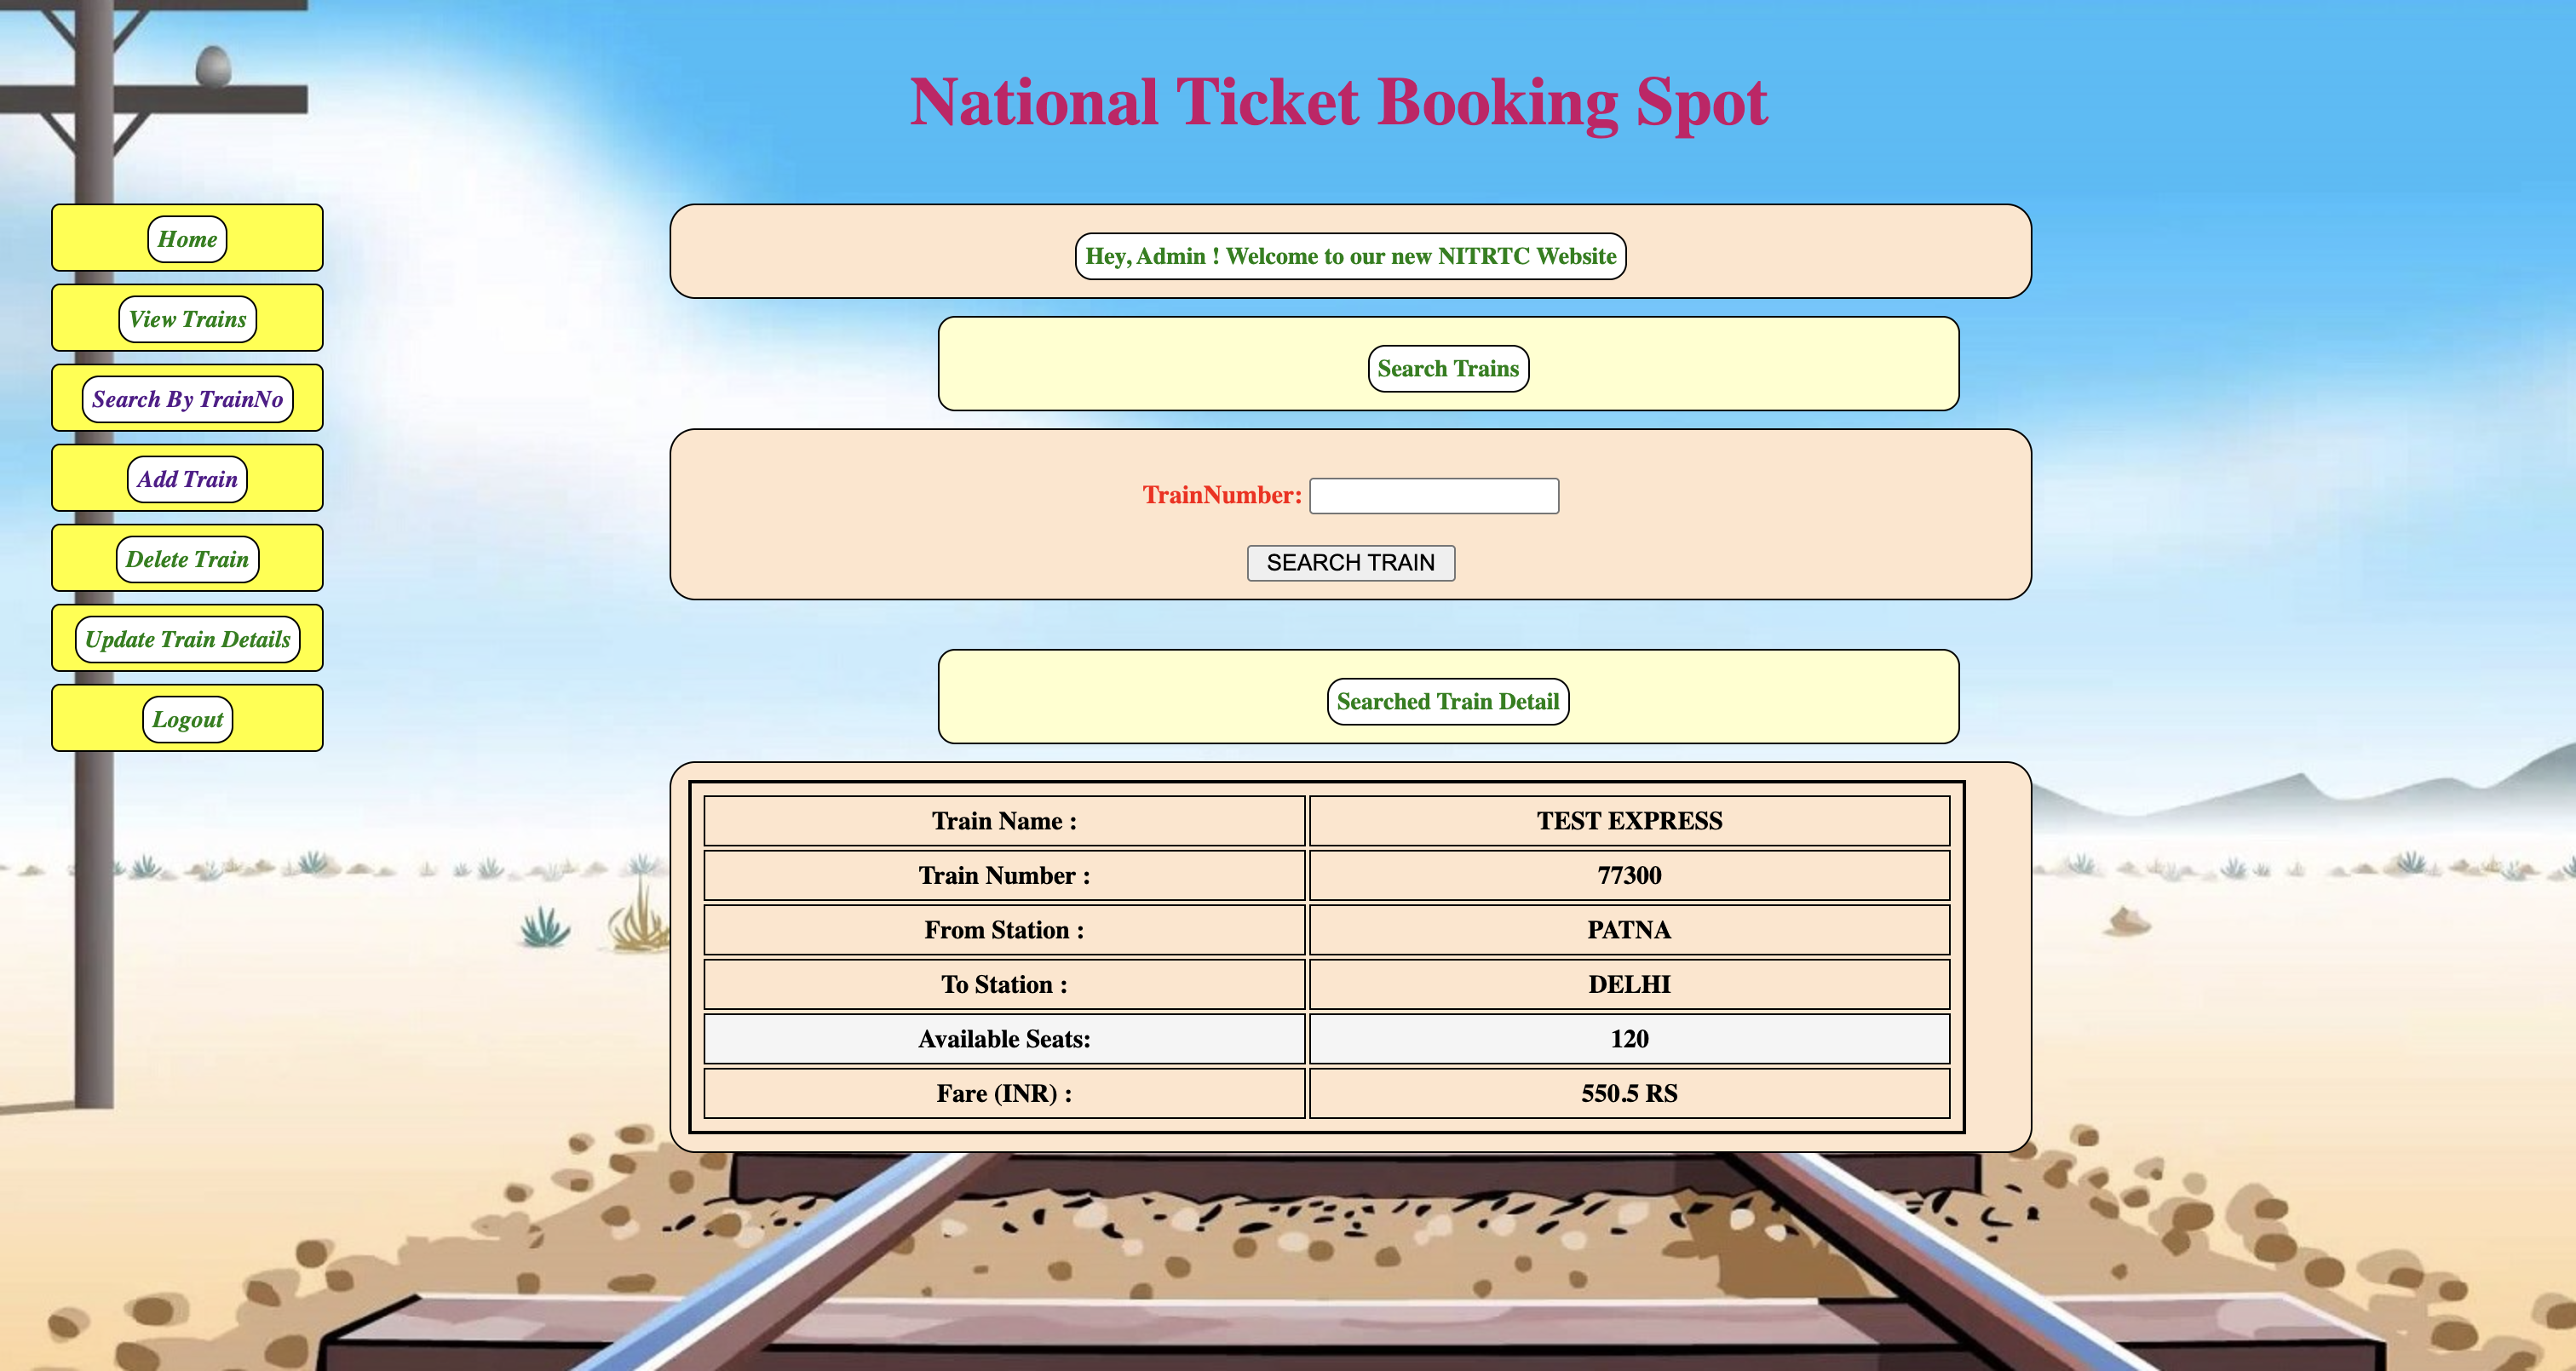 National Ticket Booking Spot
Home
View Trains
Search By TrainNo
Add Train
Delete Train
Update Train Details
Logout
Hey, Admin ! Welcome to our new NITRTC Website
Search Trains
TrainNumber:
SEARCH TRAIN
Searched Train Detail
Train Name : TEST EXPRESS
Train Number : 77300
From Station : PATNA
To Station : DELHI
Available Seats: 120
Fare (INR) : 550.5 RS